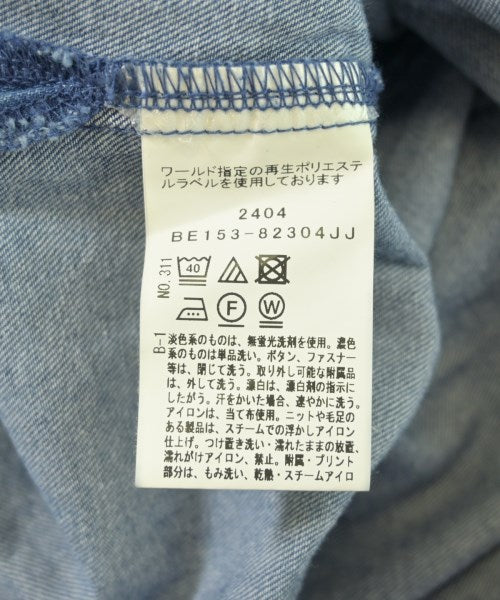 ワールド指定の再生ポリエステ
ルラベルを使用しております
2404
BE153-82304JJ
NO.311
40
F
W
B-1
淡色系のものは、無蛍光洗剤を使用。濃色
系のものは単品洗い。ボタン、ファスナー
等は、閉じて洗う。取り外し可能な附属品
は、外して洗う。漂白は、漂白剤の指示に
したがう。汗をかいた場合、速やかに洗う。
アイロンは、当て布使用。ニットや毛足の
ある製品は、スチームでの浮かしアイロン
仕上げ。つけ置き洗い・濡れたままの放置、
濡れがけアイロン、禁止。附属・プリント
部分は、もみ洗い、乾熱・スチームアイロ